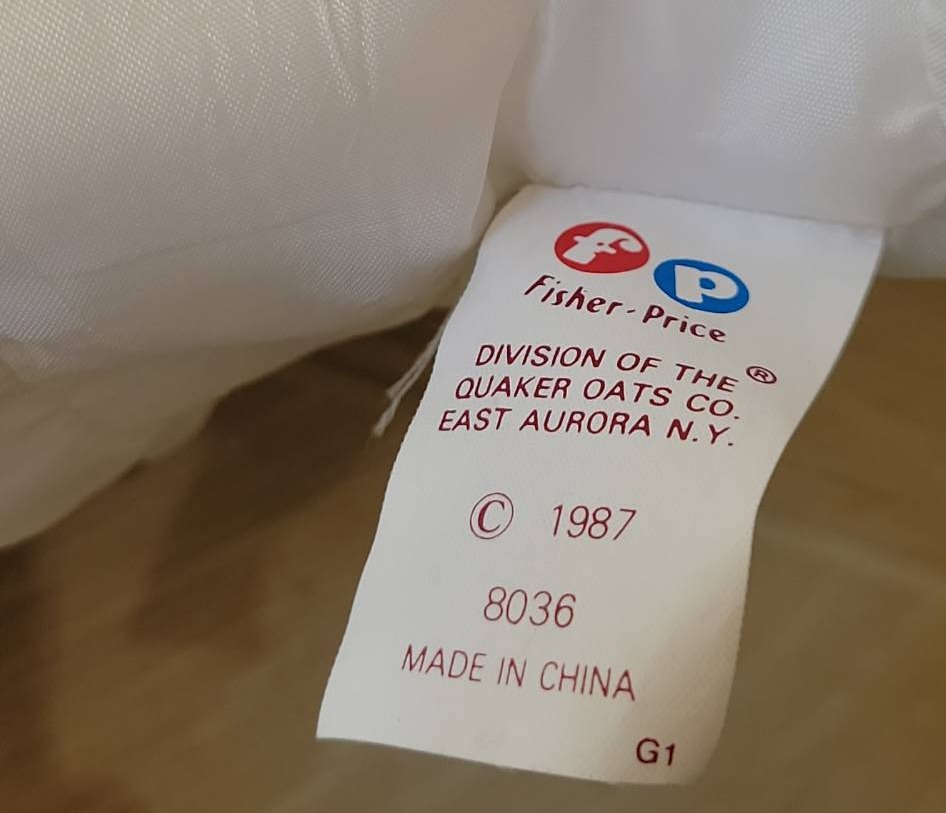 fp
Fisher-Price
DIVISION OF THE ®
QUAKER OATS CO.
EAST AURORA N.Y.
© 1987
8036
MADE IN CHINA
G1